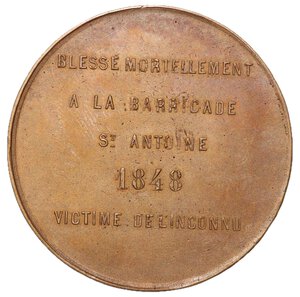 BLESSÉ MORTELLEMENT
A LA BARRICADE
ST ANTOINE
1848
VICTIME DE L'INCONNU